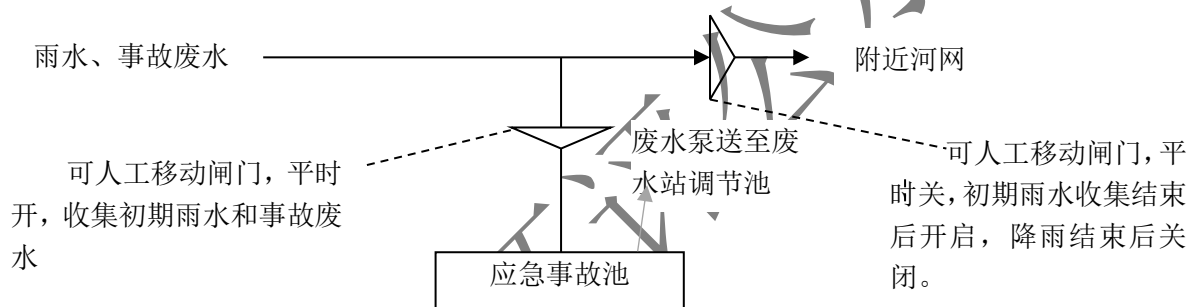 雨水、事故废水
附近河网
废水泵送至废
水站调节池
可人工移动闸门，平时
开，收集初期雨水和事故废
水
可人工移动闸门，平
时关，初期雨水收集结束
后开启，降雨结束后关
闭。
应急事故池